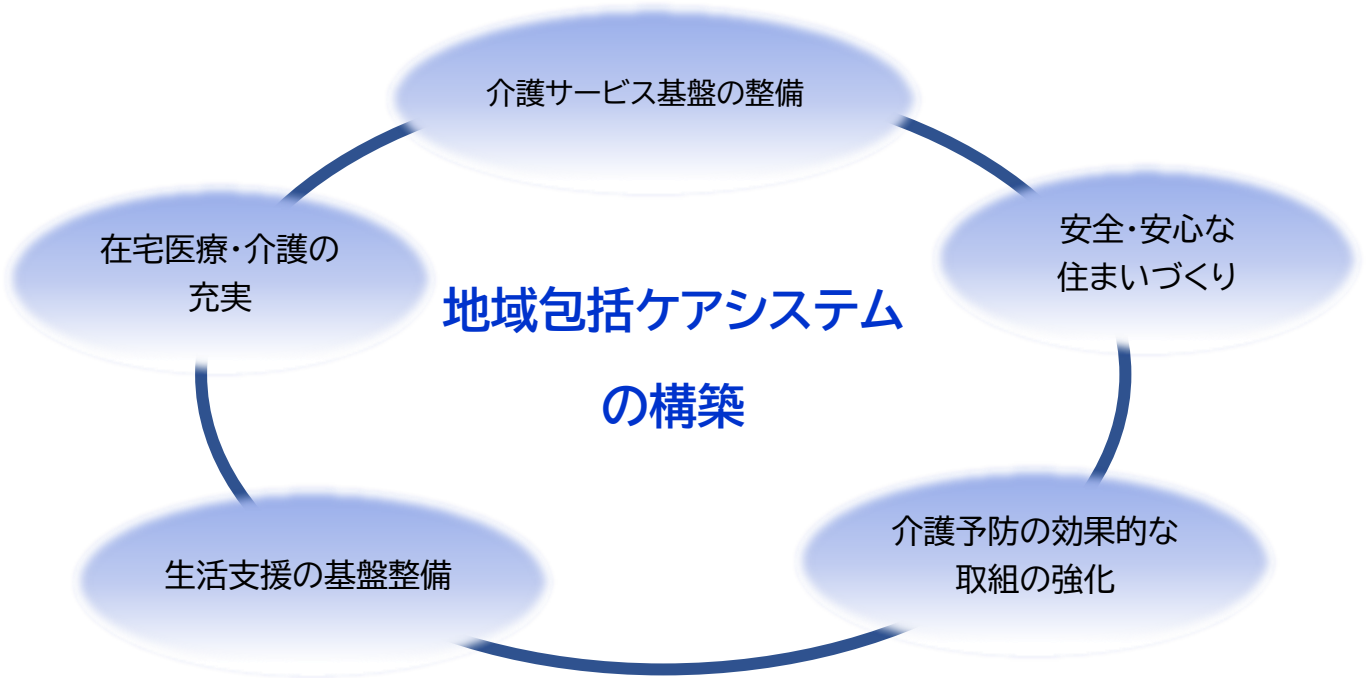 介護サービス基盤の整備
安全・安心な
住まいづくり
在宅医療・介護の
充実
地域包括ケアシステム
の構築
介護予防の効果的な
取組の強化
生活支援の基盤整備